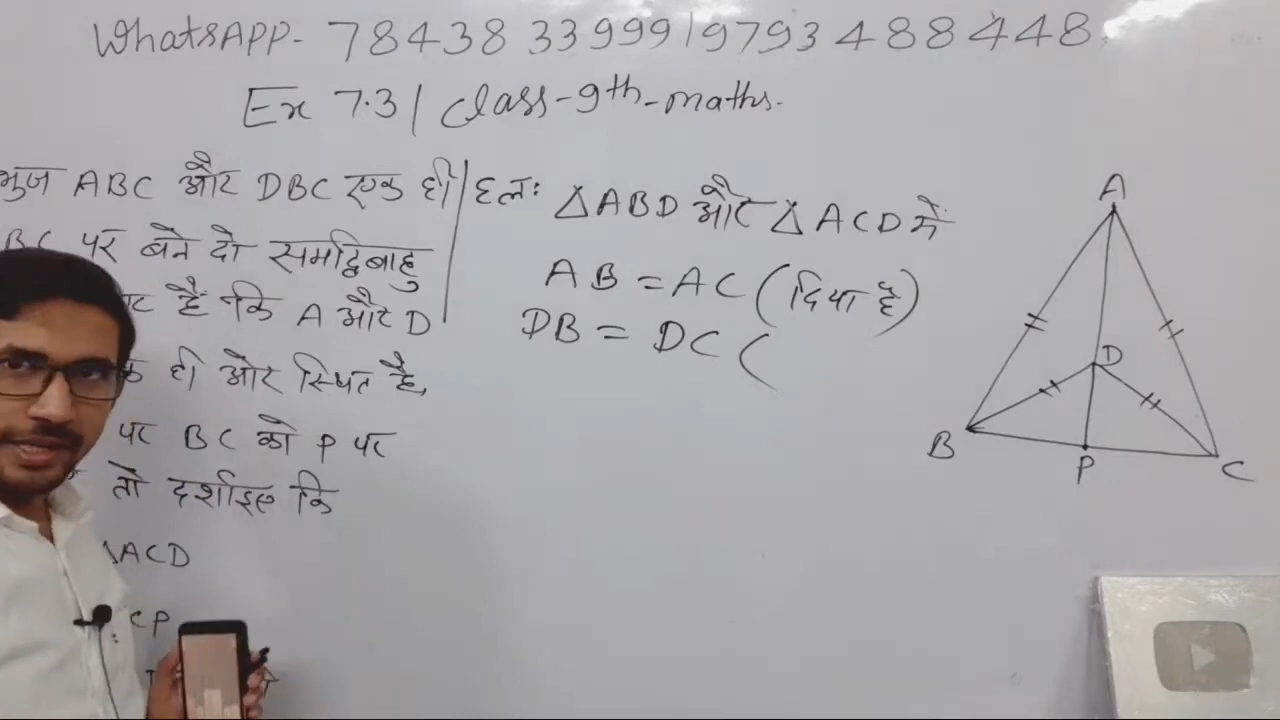 WhatsAPP- 78438 33999/9793488448
Ex 7.3/ Class-9th-maths.
ABC और DBC एक ही
BC पर बने दो समद्विबाहु
है कि A और D
ही ओर स्थित है,
पर BC को P पर
तो दर्शाइए कि
ACD
CP
हलः △ABD और △ACD में
AB = AC (दिया है)
DB = DC (
A
D
B
P
C